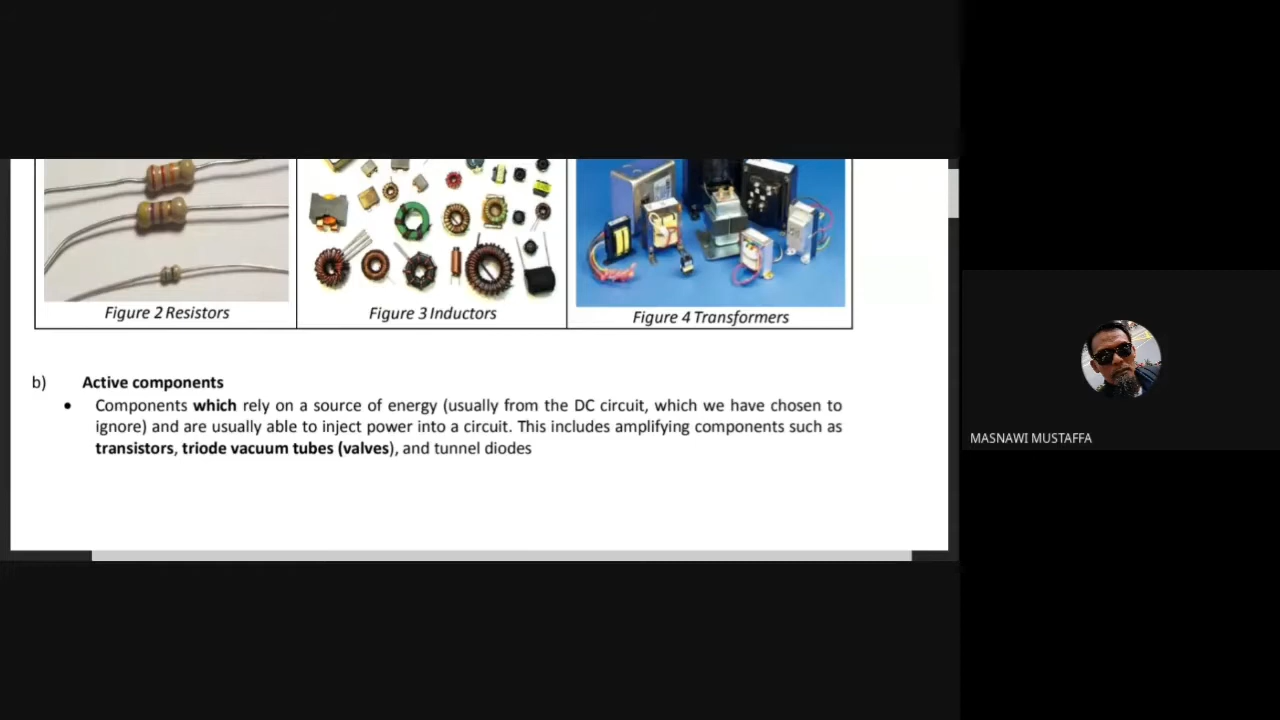 Figure 2 Resistors
Figure 3 Inductors
Figure 4 Transformers
b) Active components
• Components which rely on a source of energy (usually from the DC circuit, which we have chosen to
ignore) and are usually able to inject power into a circuit. This includes amplifying components such as
transistors, triode vacuum tubes (valves), and tunnel diodes
MASNAWI MUSTAFFA